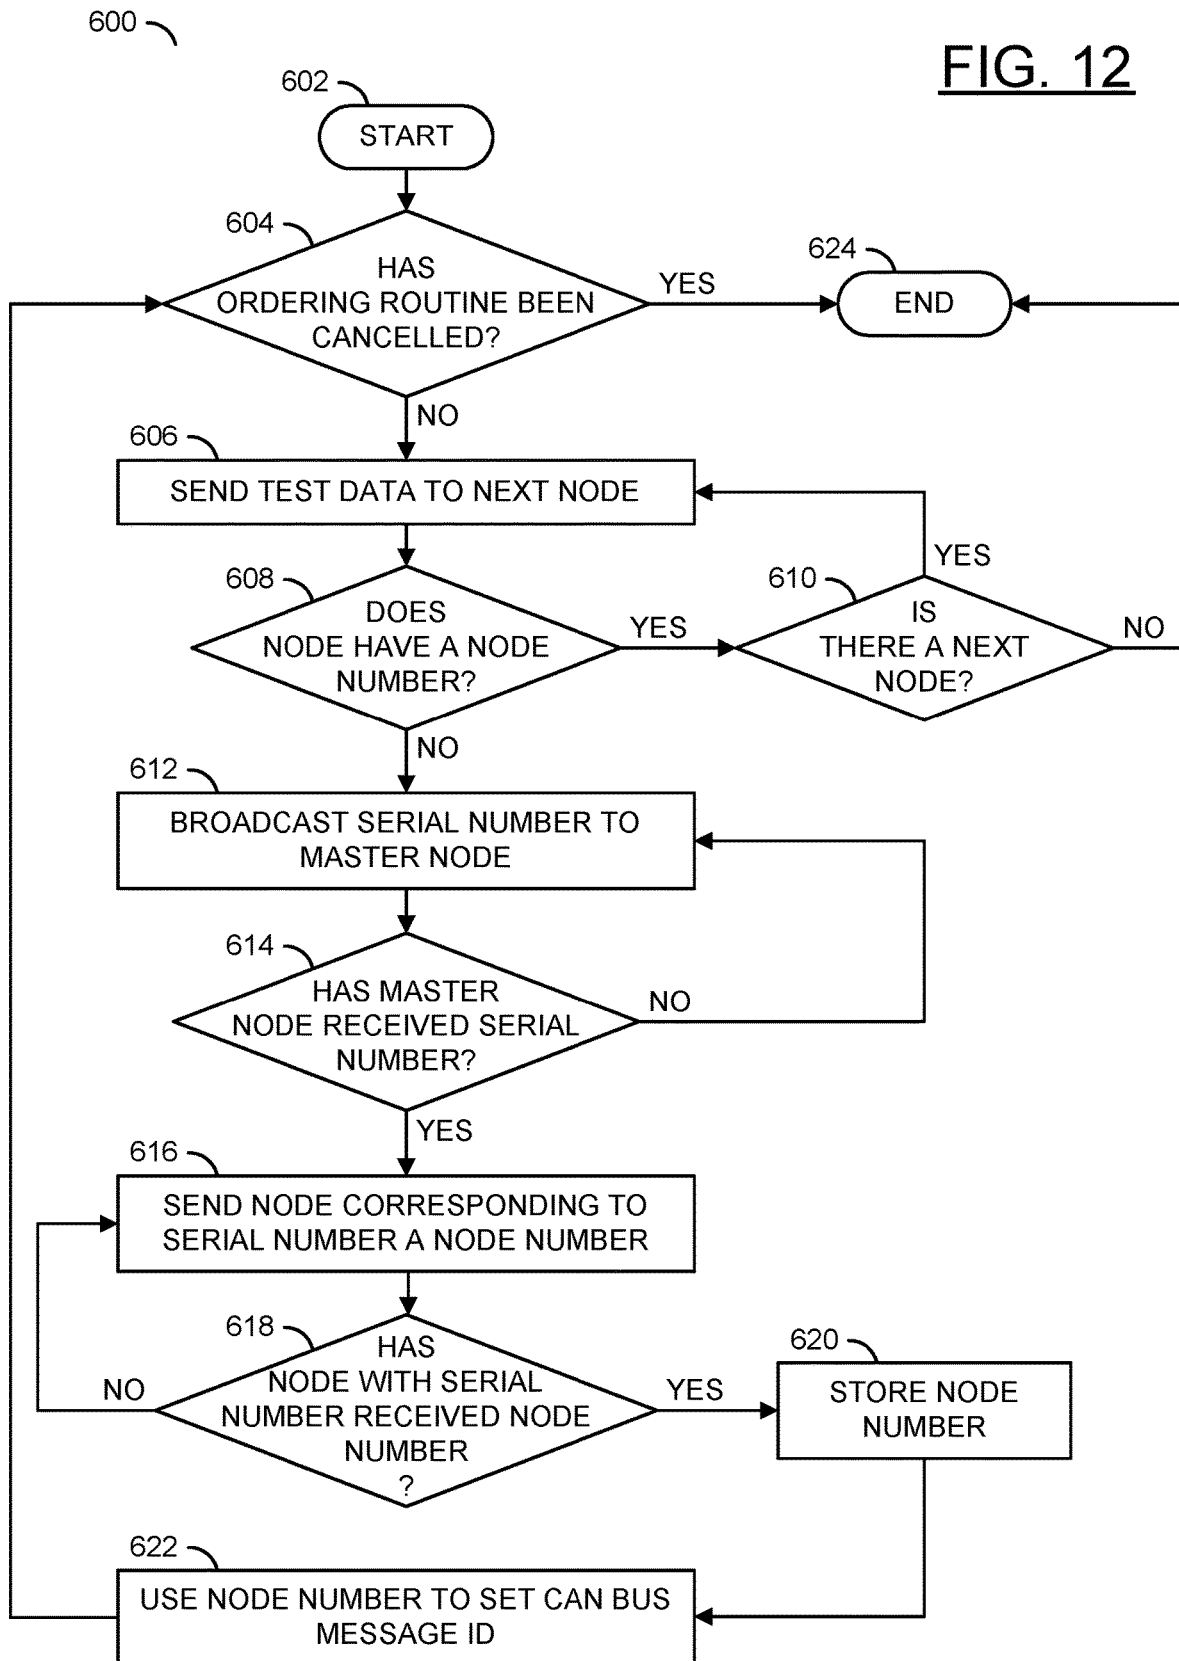 600
FIG. 12
602
START
604
HAS
ORDERING ROUTINE BEEN
CANCELLED?
YES
624
END
NO
606
SEND TEST DATA TO NEXT NODE
608
DOES
NODE HAVE A NODE
NUMBER?
YES
610
IS
THERE A NEXT
NODE?
YES
NO
NO
612
BROADCAST SERIAL NUMBER TO
MASTER NODE
614
HAS MASTER
NODE RECEIVED SERIAL
NUMBER?
NO
YES
616
SEND NODE CORRESPONDING TO
SERIAL NUMBER A NODE NUMBER
618
HAS
NODE WITH SERIAL
NUMBER RECEIVED NODE
NUMBER
?
NO
YES
620
STORE NODE
NUMBER
622
USE NODE NUMBER TO SET CAN BUS
MESSAGE ID